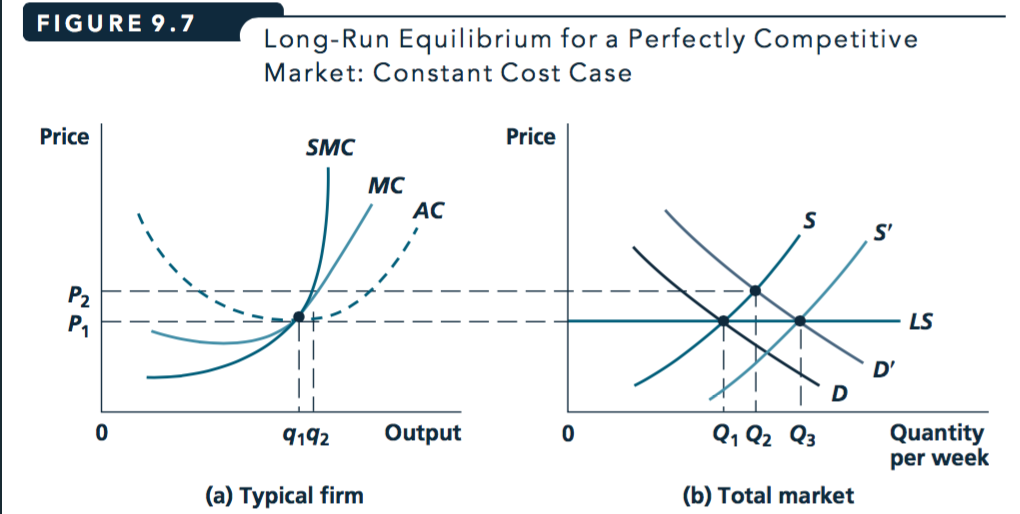 FIGURE 9.7
Long-Run Equilibrium for a Perfectly Competitive
Market: Constant Cost Case
Price
SMC
MC
AC
P2
P1
0
q1q2
Output
(a) Typical firm
Price
S
S'
LS
D'
D
0
Q1 Q2 Q3
Quantity
per week
(b) Total market